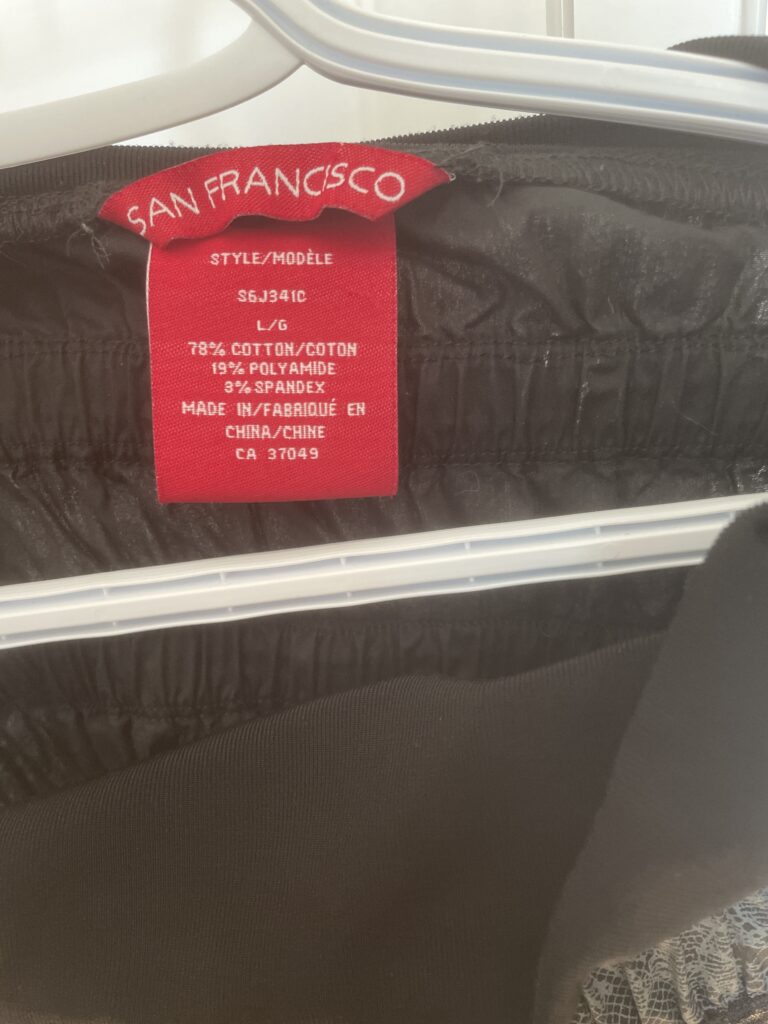 SAN FRANCISCO
STYLE/MODÈLE
S6J341C
L/G
78% COTTON/COTON
19% POLYAMIDE
3% SPANDEX
MADE IN/FABRIQUÉ EN
CHINA/CHINE
CA 37049